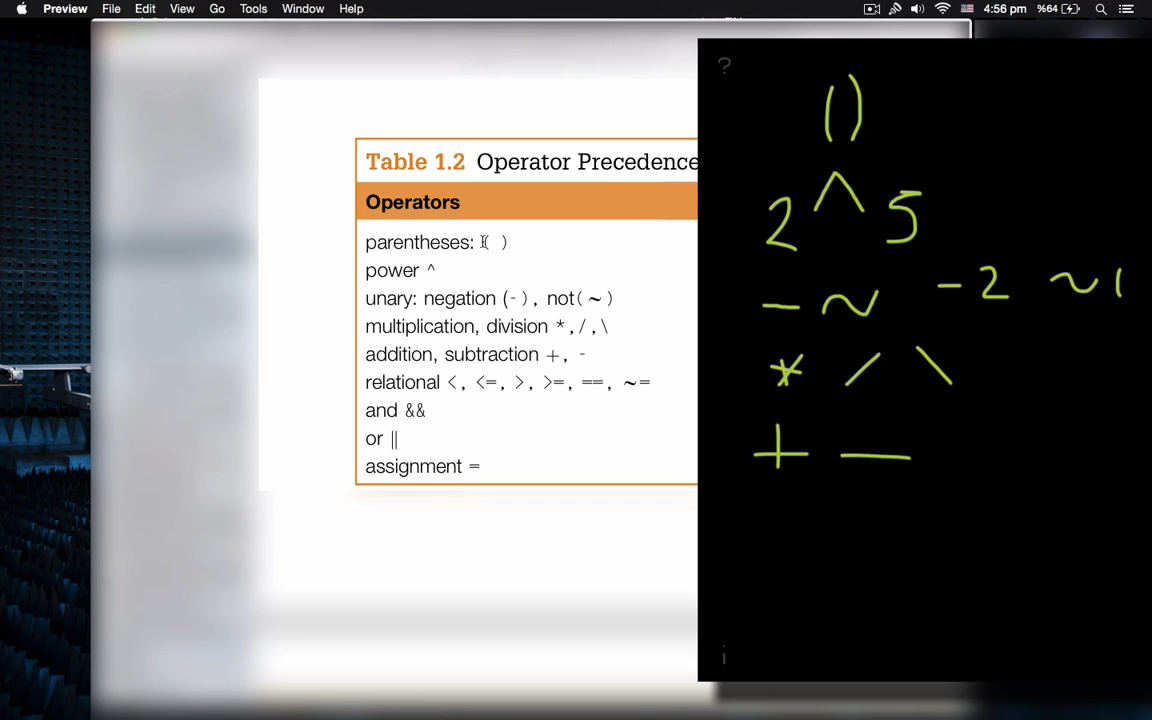 Preview File Edit View Go Tools Window Help 4:56 pm %64
Table 1.2 Operator Precedence
Operators
parentheses: ( )
power ^
unary: negation (-), not(~)
multiplication, division *,/,\
addition, subtraction +, -
relational <, <=, >, >=, ==, ~=
and &&
or ||
assignment =
?
()
2 ^ 5
- ~ -2 ~1
* / \
+ -
i